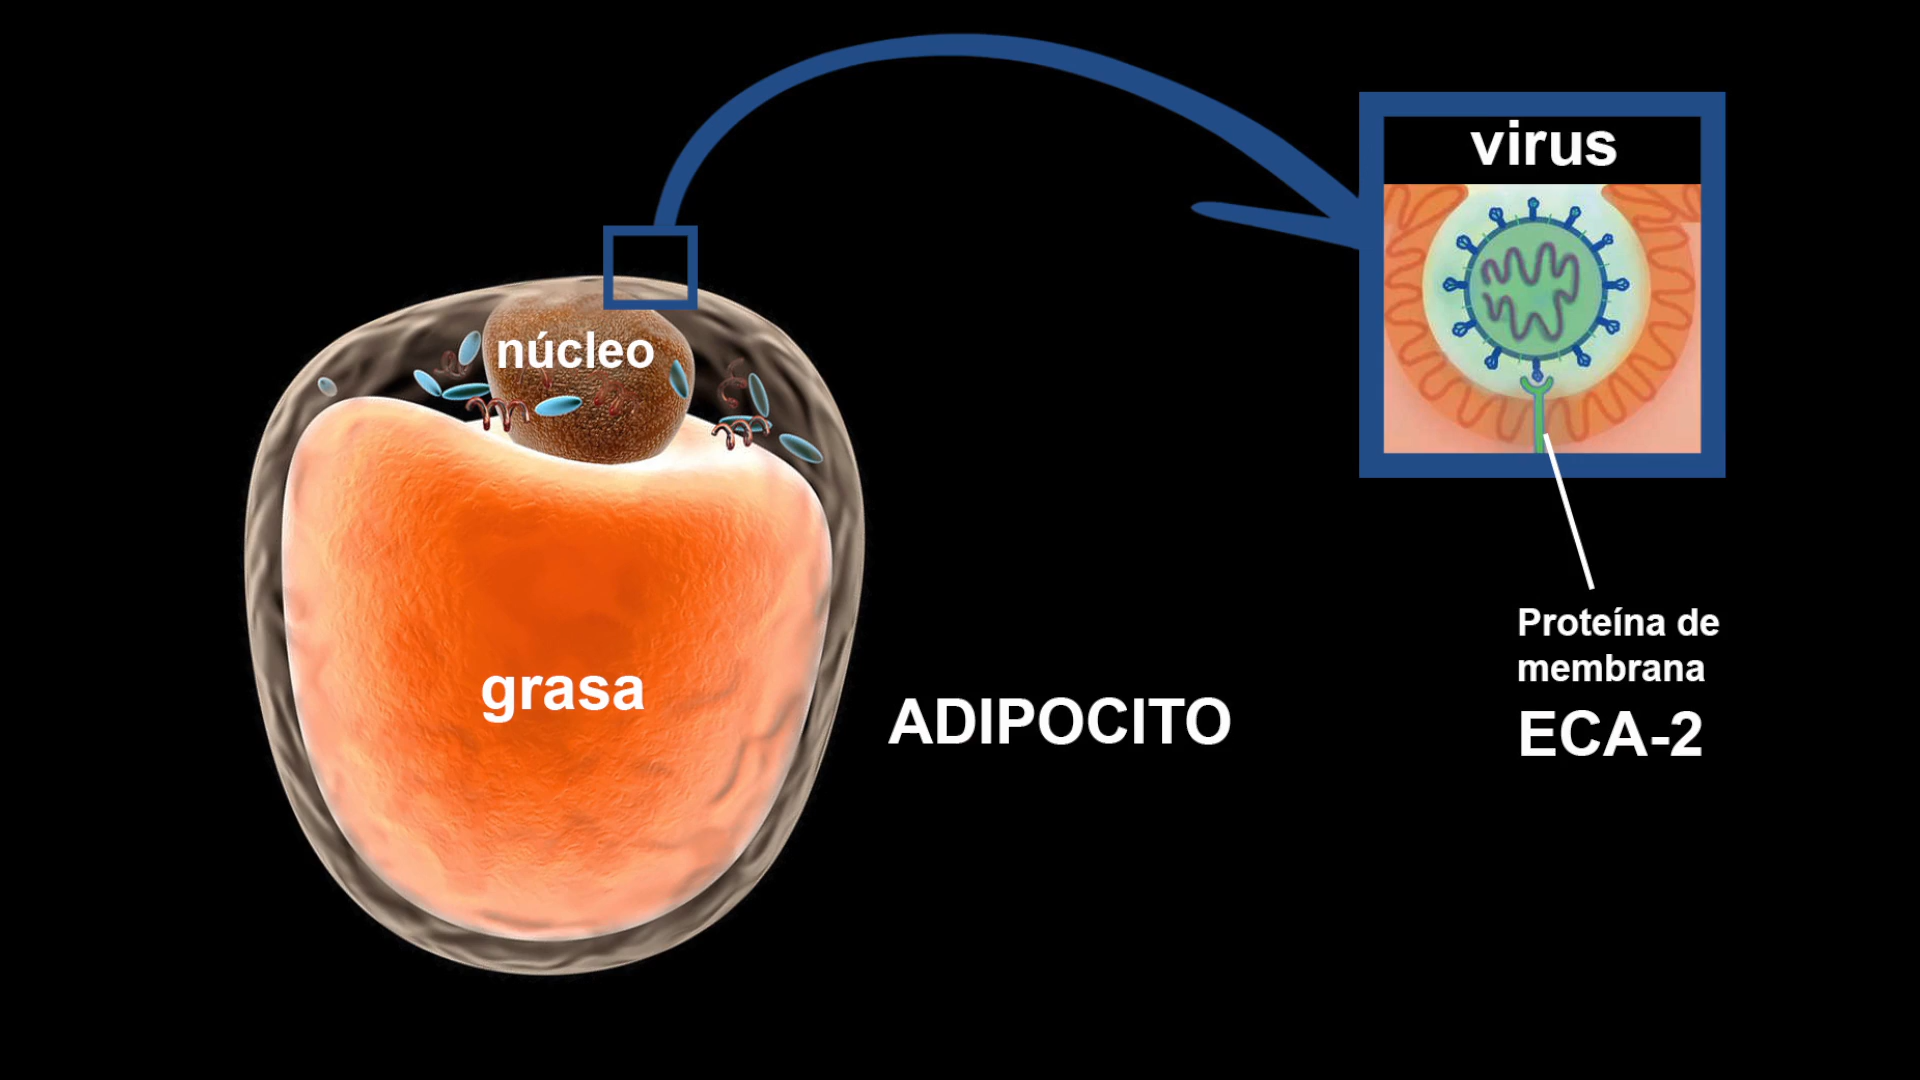 virus
núcleo
grasa
ADIPOCITO
Proteína de
membrana
ECA-2